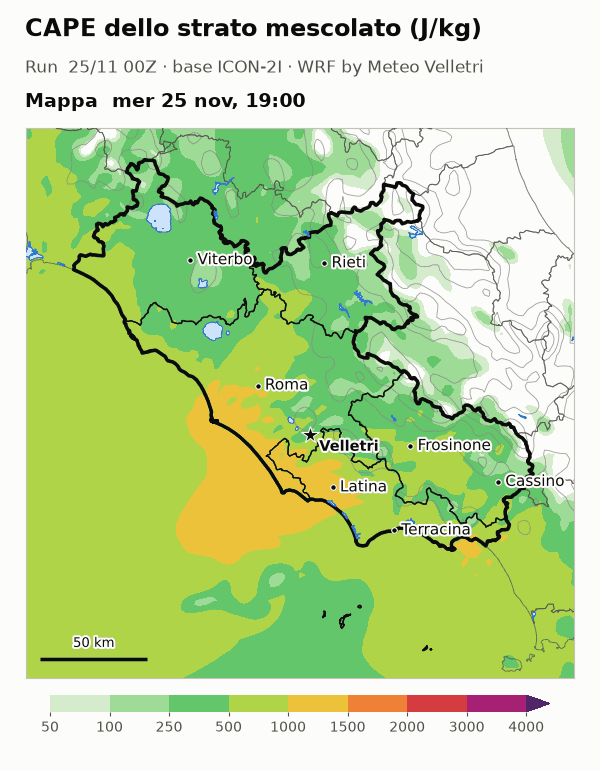 CAPE dello strato mescolato (J/kg)
Run  25/11 00Z · base ICON-2I · WRF by Meteo Velletri
Mappa  mer 25 nov, 19:00
Viterbo
Rieti
Roma
Velletri
Frosinone
Cassino
Latina
Terracina
50 km
50 100 250 500 1000 1500 2000 3000 4000